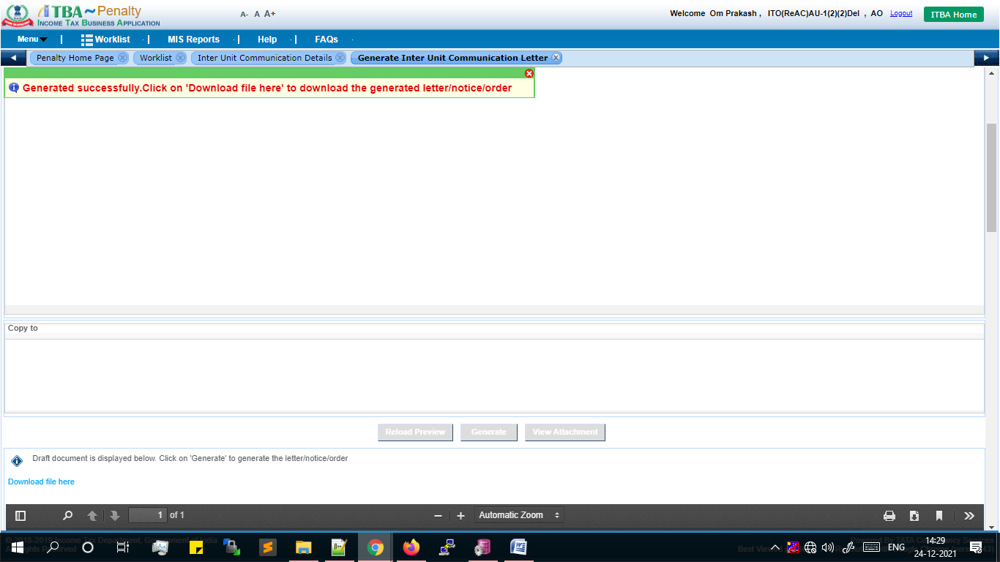 iTBA ~ Penalty
INCOME TAX BUSINESS APPLICATION
A- A A+
Welcome Om Prakash , ITO(ReAC)AU-1(2)(2)Del , AO Logout ITBA Home
Menu | Worklist | MIS Reports | Help | FAQs
Penalty Home Page Worklist Inter Unit Communication Details Generate Inter Unit Communication Letter
Generated successfully.Click on 'Download file here' to download the generated letter/notice/order
Copy to
Reload Preview Generate View Attachment
Draft document is displayed below. Click on 'Generate' to generate the letter/notice/order
Download file here
1 of 1 Automatic Zoom
© 2018-2019 Income Tax Department, Government of India
All Rights Reserved
Powered By TATA Consultancy Services
ENG
14:29
24-12-2021